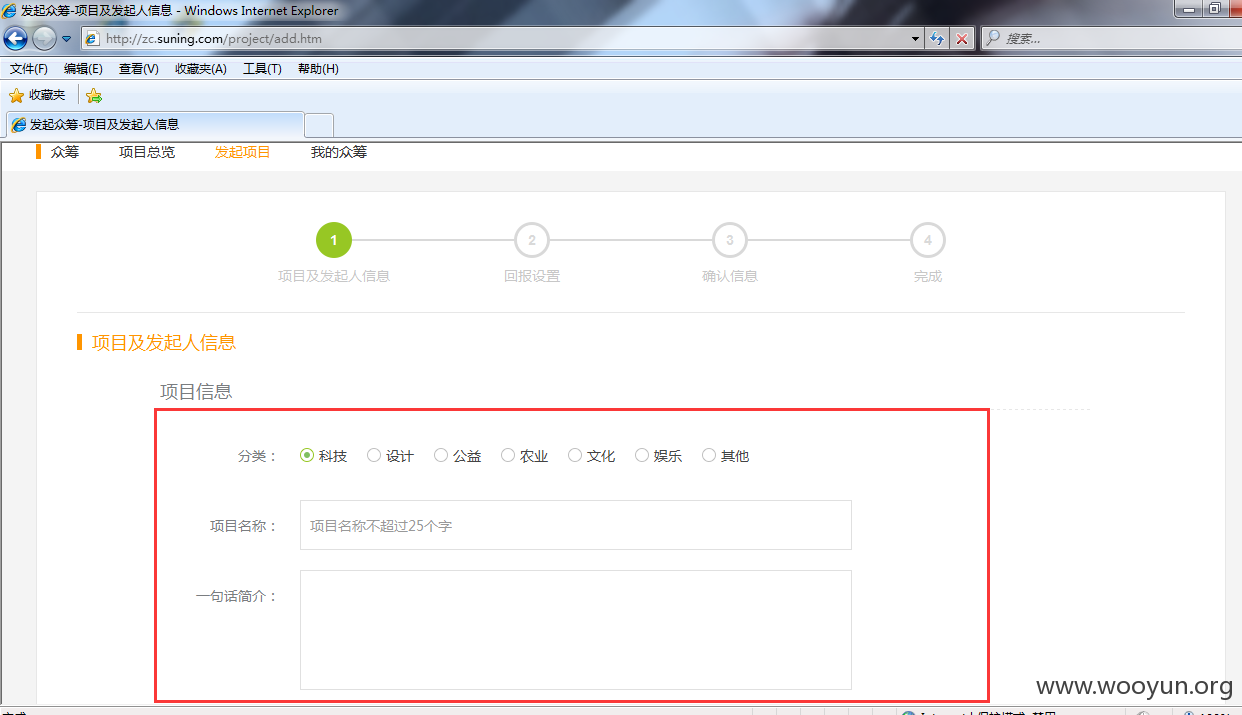 发起众筹-项目及发起人信息 - Windows Internet Explorer
http://zc.suning.com/project/add.htm
搜索...
文件(F) 编辑(E) 查看(V) 收藏夹(A) 工具(T) 帮助(H)
收藏夹
发起众筹-项目及发起人信息
众筹 项目总览 发起项目 我的众筹
1 2 3 4
项目及发起人信息 回报设置 确认信息 完成
项目及发起人信息
项目信息
分类： 科技 设计 公益 农业 文化 娱乐 其他
项目名称： 项目名称不超过25个字
一句话简介：
www.wooyun.org